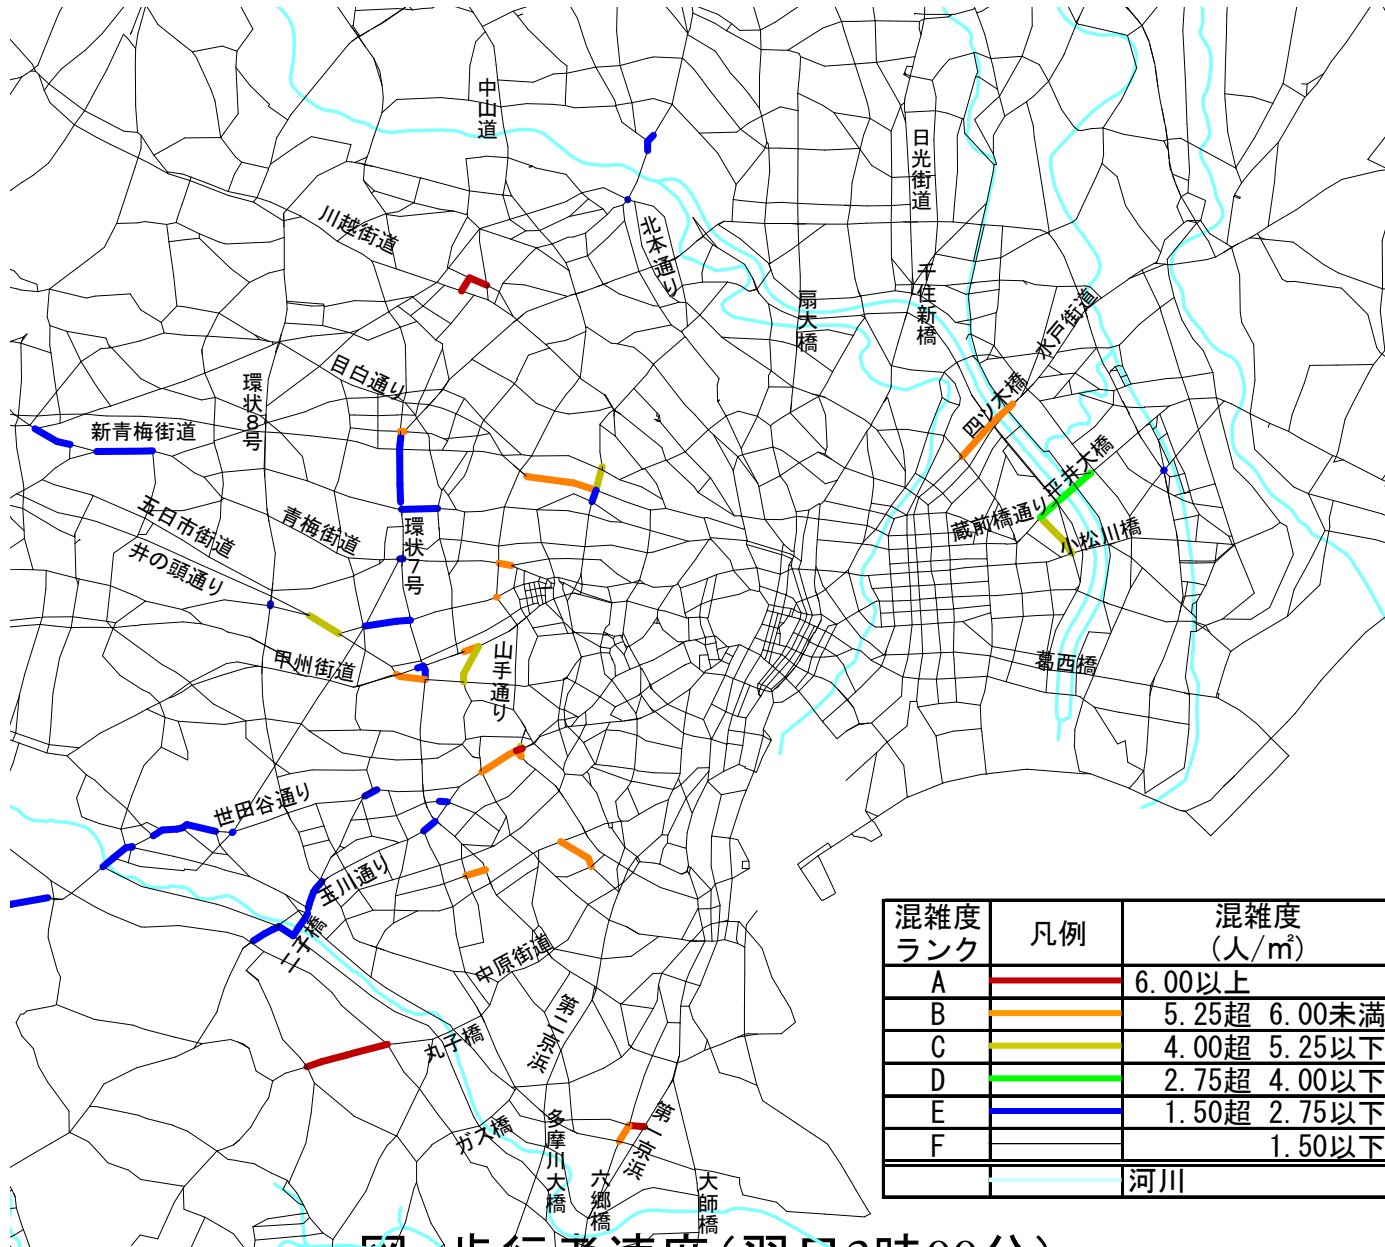 中山道
日光街道
川越街道
北本通り
千住新橋
扇大橋
水戸街道
目白通り
環状8号
新青梅街道
四ツ木橋
平井大橋
蔵前橋通り
小松川橋
五日市街道
青梅街道
環状7号
井の頭通り
甲州街道
山手通り
葛西橋
世田谷通り
玉川通り
二子橋
中原街道
第二京浜
丸子橋
ガス橋
多摩川大橋
第一京浜
六郷橋
大師橋
混雑度ランク 凡例 混雑度(人/㎡)
A 6.00以上
B 5.25超 6.00未満
C 4.00超 5.25以下
D 2.75超 4.00以下
E 1.50超 2.75以下
F 1.50以下
河川